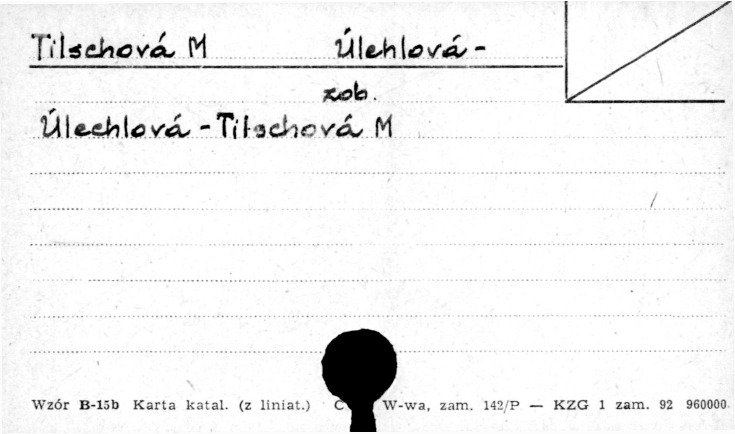 Tilschová M Úlehlová-
zob.
Úlechlová-Tilschová M
Wzór B-15b Karta katal. (z liniat.) C W-wa, zam. 142/P — KZG 1 zam. 92 960000.